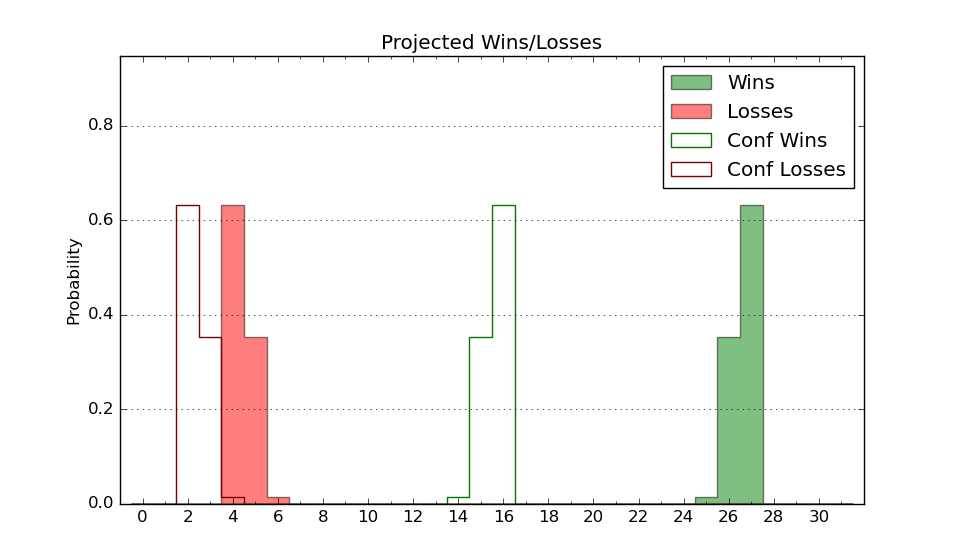 Projected Wins/Losses
Wins
Losses
Conf Wins
Conf Losses
Probability
0.8
0.6
0.4
0.2
0.0
0 2 4 6 8 10 12 14 16 18 20 22 24 26 28 30